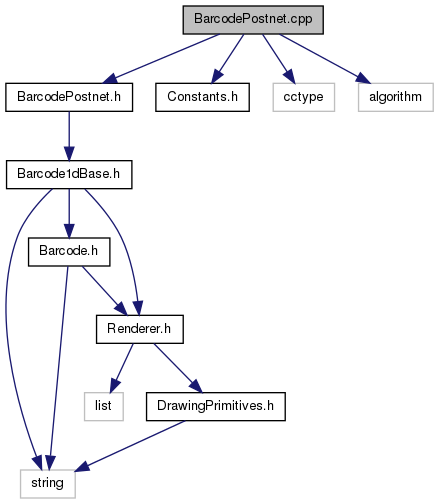 BarcodePostnet.cpp
BarcodePostnet.h
Constants.h
cctype
algorithm
Barcode1dBase.h
Barcode.h
Renderer.h
list
DrawingPrimitives.h
string